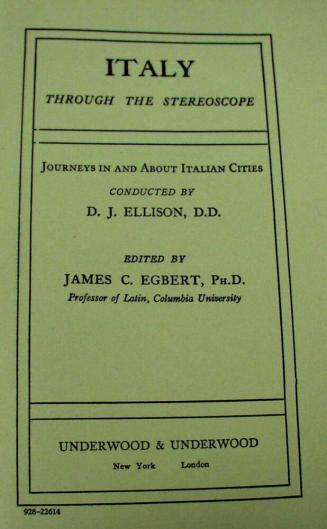 ITALY
THROUGH THE STEREOSCOPE
JOURNEYS IN AND ABOUT ITALIAN CITIES
CONDUCTED BY
D. J. ELLISON, D.D.
EDITED BY
JAMES C. EGBERT, PH.D.
Professor of Latin, Columbia University
UNDERWOOD & UNDERWOOD
New York London
928-22614